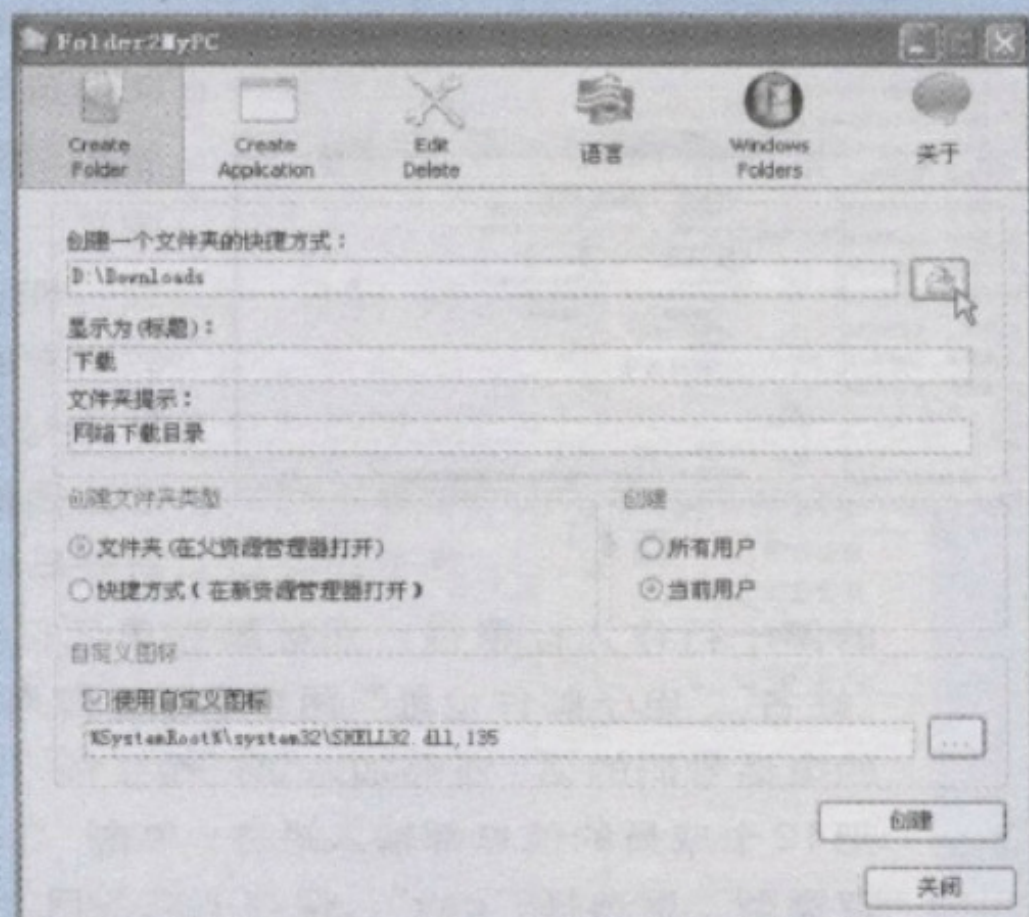 Folder2MyPC
Create Folder
Create Application
Edit Delete
语言
Windows Folders
关于
创建一个文件夹的快捷方式：
D:\Downloads
显示为(标题)：
下载
文件夹提示：
网络下载目录
创建文件夹类型
创建
文件夹(在父资源管理器打开)
所有用户
快捷方式(在新资源管理器打开)
当前用户
自定义图标
使用自定义图标
%SystemRoot%\system32\SHELL32.dll,135
...
创建
关闭